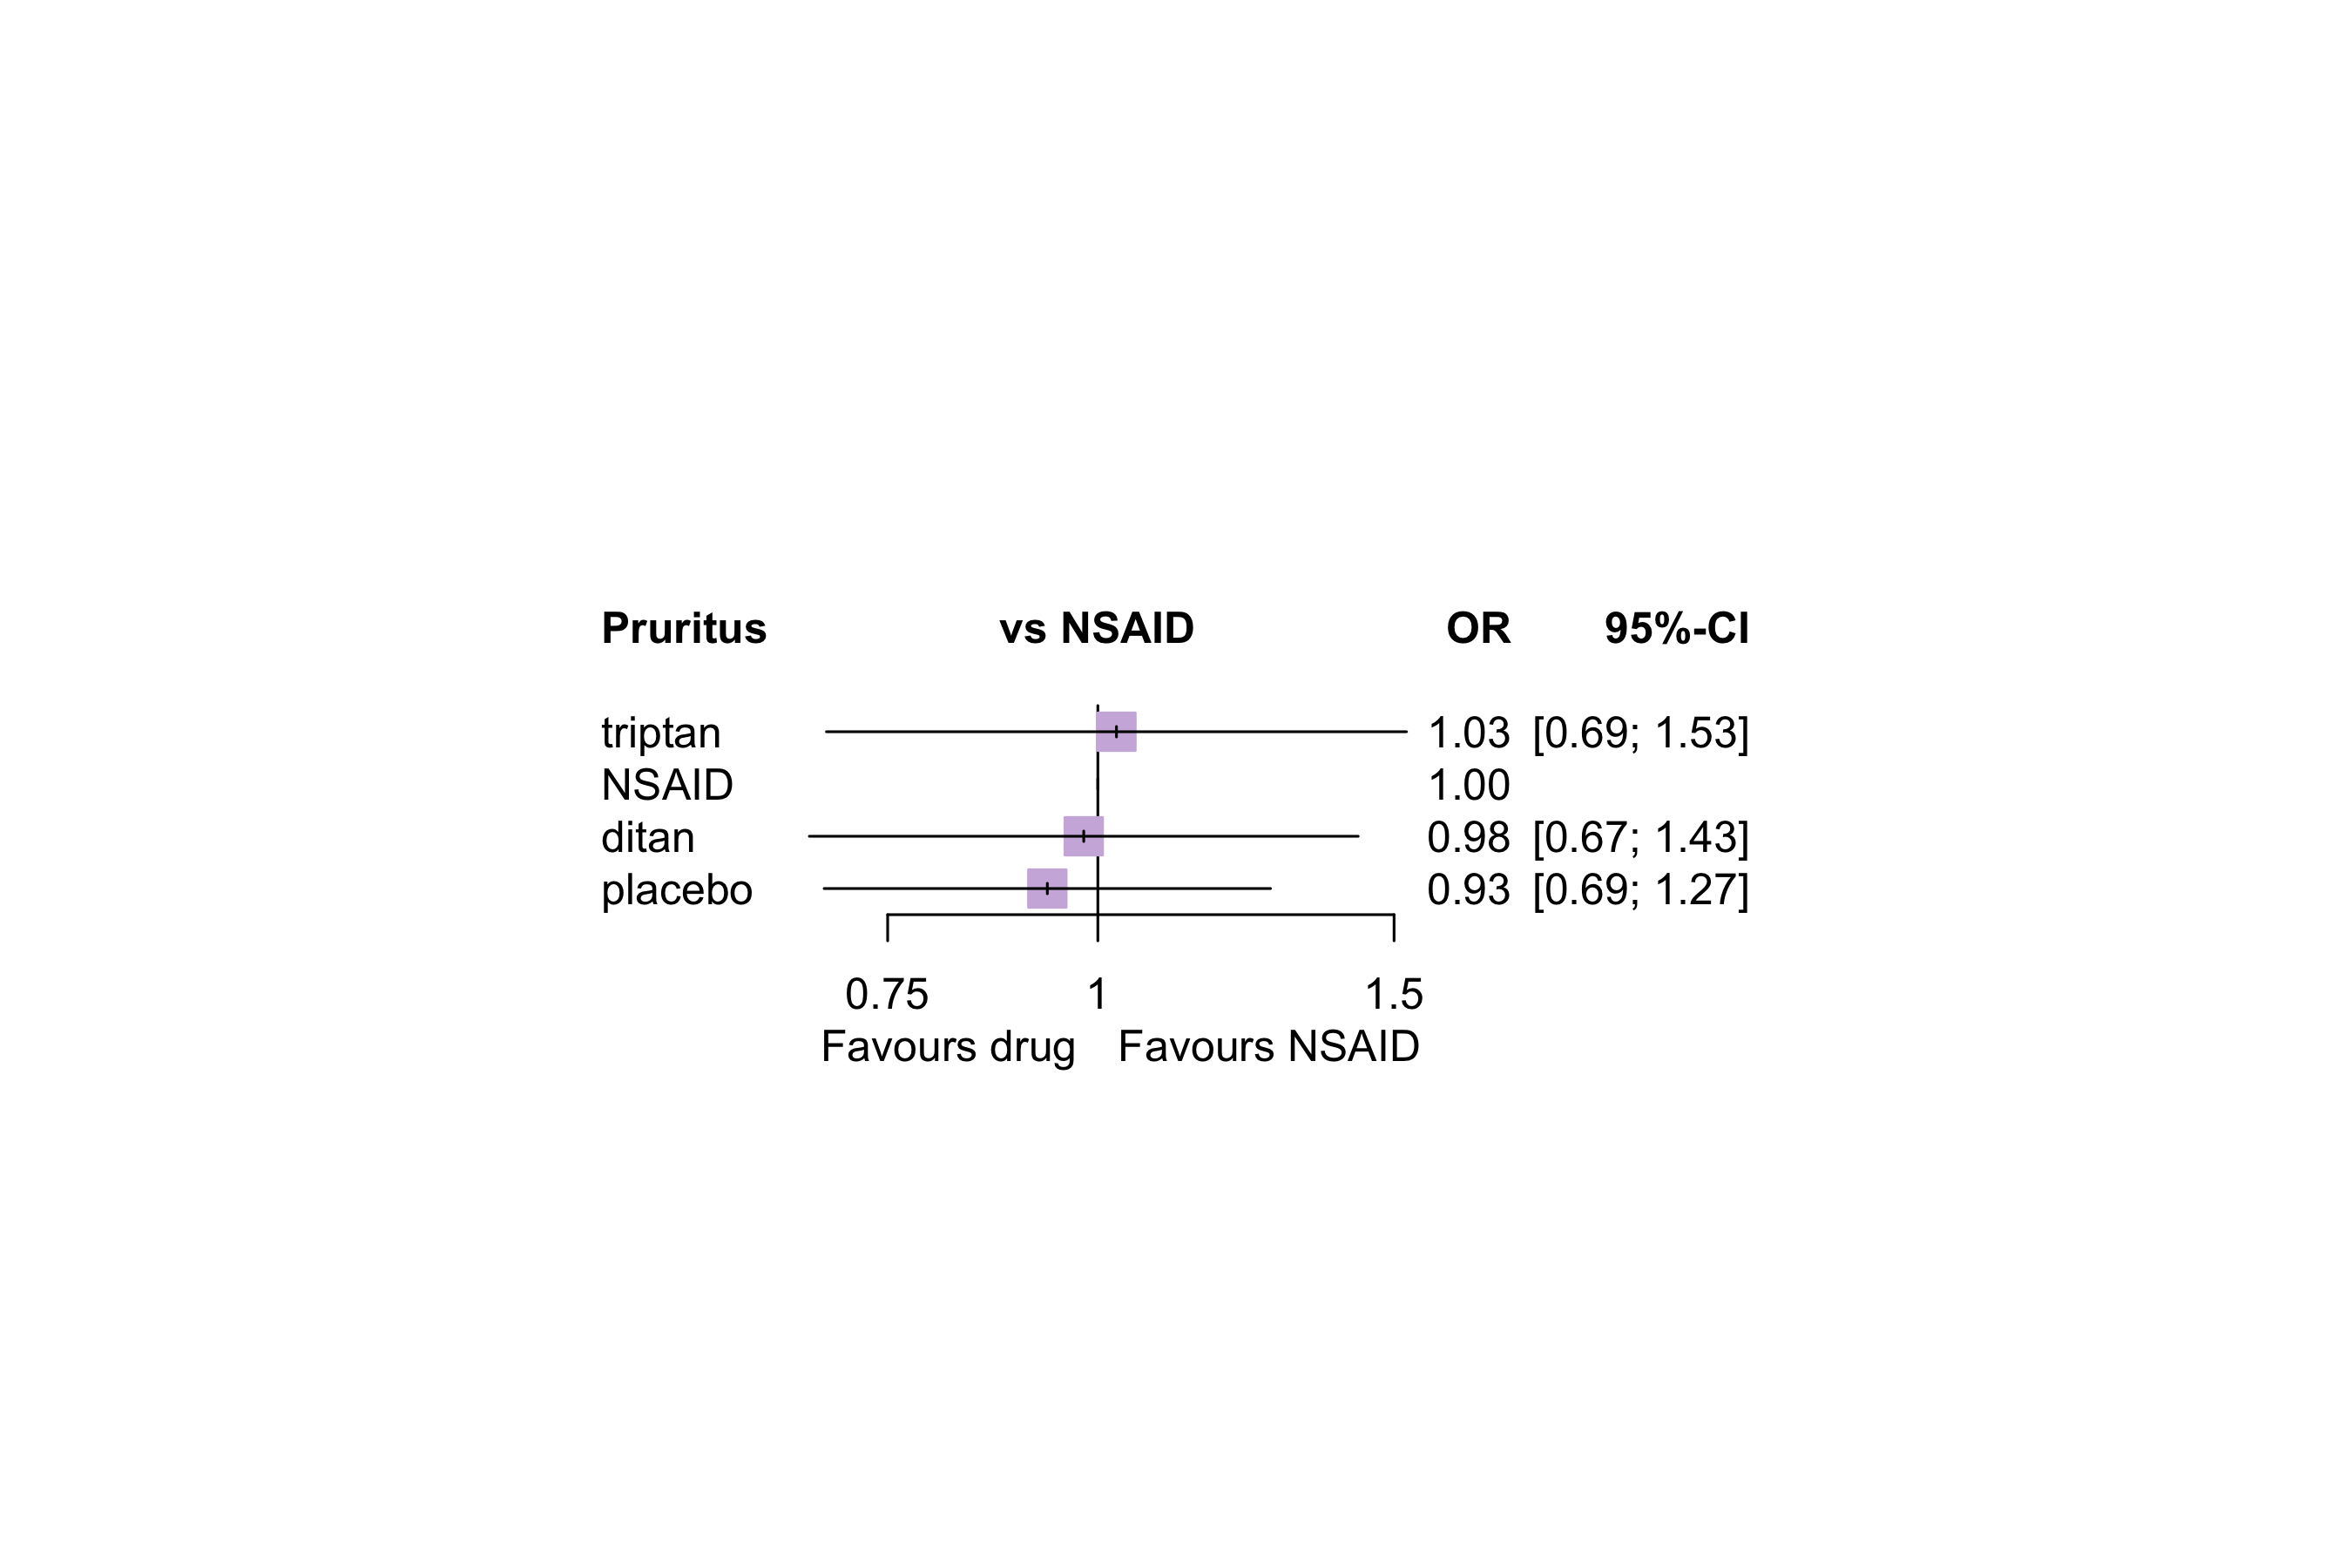 Pruritus vs NSAID OR 95%-CI
triptan 1.03 [0.69; 1.53]
NSAID 1.00
ditan 0.98 [0.67; 1.43]
placebo 0.93 [0.69; 1.27]
0.75 1 1.5
Favours drug Favours NSAID